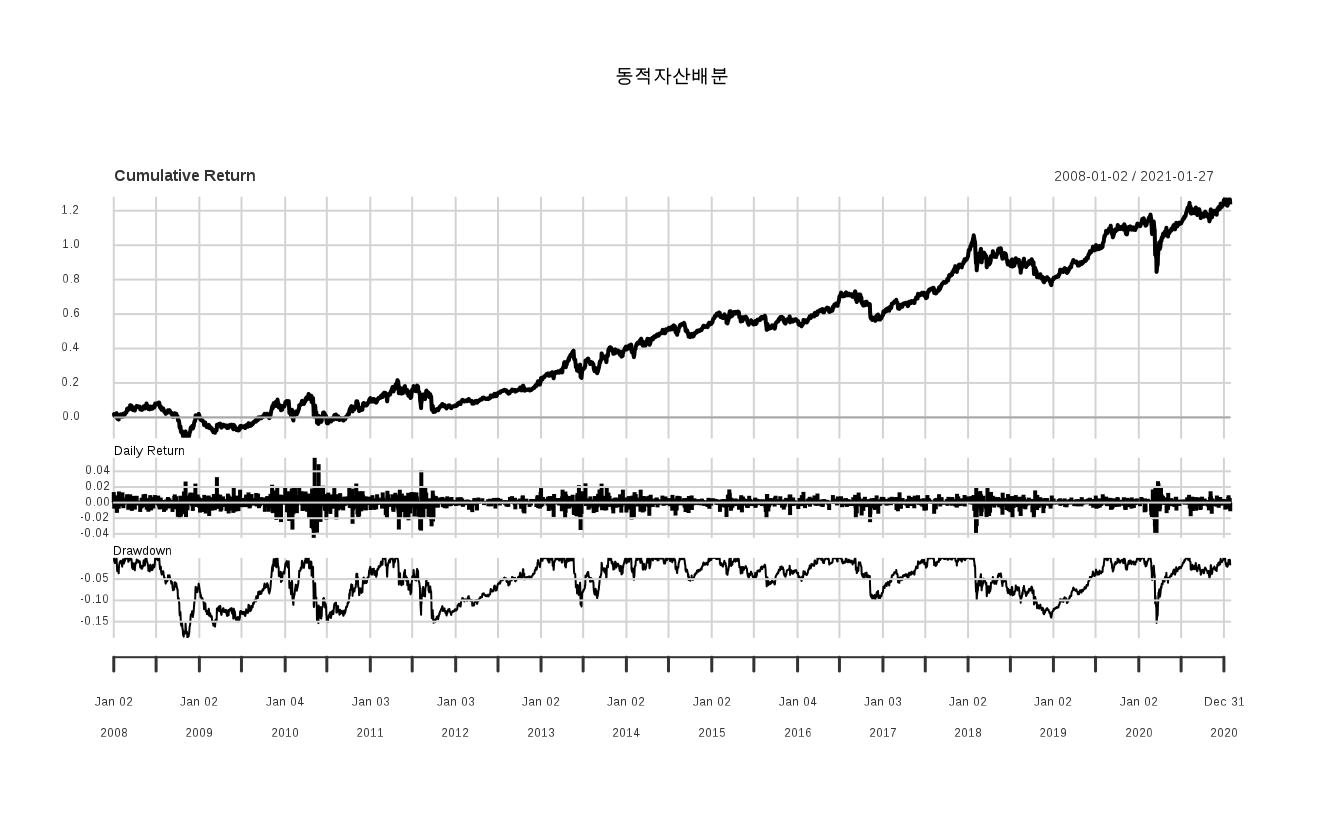 동적자산배분
Cumulative Return 2008-01-02 / 2021-01-27
1.2
1.0
0.8
0.6
0.4
0.2
0.0
Daily Return
0.04
0.02
0.00
-0.02
-0.04
Drawdown
-0.05
-0.10
-0.15
Jan 02 Jan 02 Jan 04 Jan 03 Jan 03 Jan 02 Jan 02 Jan 02 Jan 04 Jan 03 Jan 02 Jan 02 Jan 02 Dec 31
2008 2009 2010 2011 2012 2013 2014 2015 2016 2017 2018 2019 2020 2020